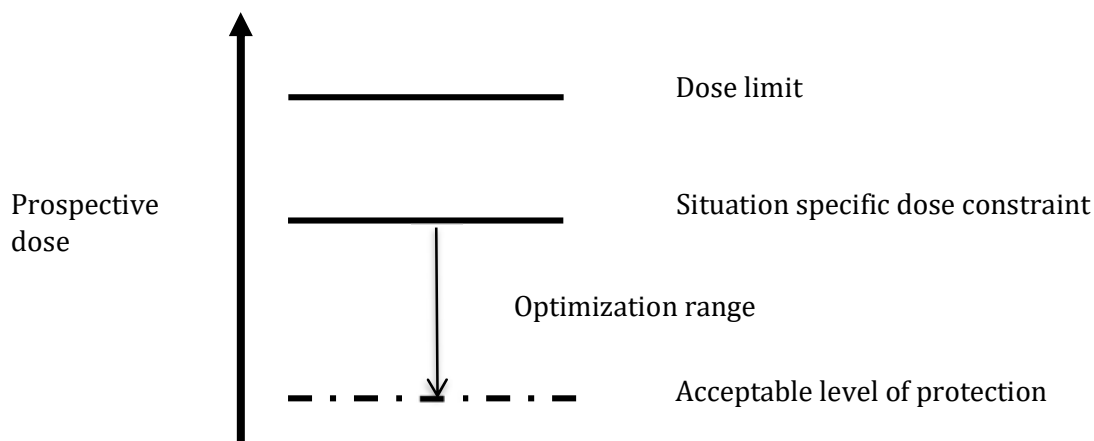 Dose limit
Prospective
dose
Situation specific dose constraint
Optimization range
Acceptable level of protection